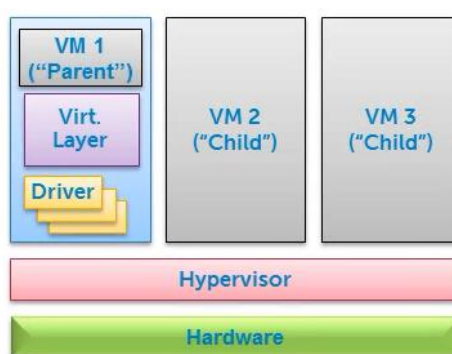 VM 1
("Parent")
Virt.
Layer
Driver
VM 2
("Child")
VM 3
("Child")
Hypervisor
Hardware